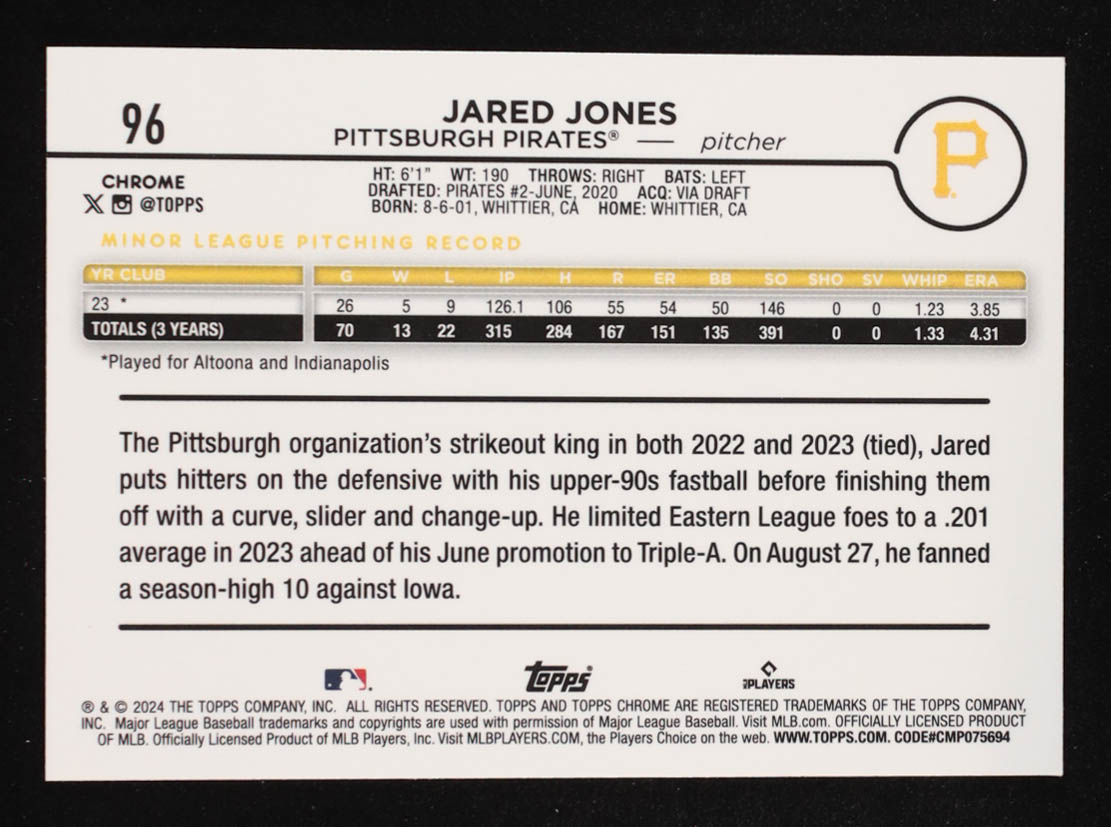 96
JARED JONES
PITTSBURGH PIRATES® — pitcher
P
CHROME
@TOPPS
HT: 6'1" WT: 190 THROWS: RIGHT BATS: LEFT
DRAFTED: PIRATES #2-JUNE, 2020 ACQ: VIA DRAFT
BORN: 8-6-01, WHITTIER, CA HOME: WHITTIER, CA
MINOR LEAGUE PITCHING RECORD
YR CLUB G W L IP H R ER BB SO SHO SV WHIP ERA
23 * 26 5 9 126.1 106 55 54 50 146 0 0 1.23 3.85
TOTALS (3 YEARS) 70 13 22 315 284 167 151 135 391 0 0 1.33 4.31
*Played for Altoona and Indianapolis
The Pittsburgh organization's strikeout king in both 2022 and 2023 (tied), Jared
puts hitters on the defensive with his upper-90s fastball before finishing them
off with a curve, slider and change-up. He limited Eastern League foes to a .201
average in 2023 ahead of his June promotion to Triple-A. On August 27, he fanned
a season-high 10 against Iowa.
Topps
PLAYERS
® & © 2024 THE TOPPS COMPANY, INC. ALL RIGHTS RESERVED. TOPPS AND TOPPS CHROME ARE REGISTERED TRADEMARKS OF THE TOPPS COMPANY,
INC. Major League Baseball trademarks and copyrights are used with permission of Major League Baseball. Visit MLB.com. OFFICIALLY LICENSED PRODUCT
OF MLB. Officially Licensed Product of MLB Players, Inc. Visit MLBPLAYERS.COM, the Players Choice on the web. WWW.TOPPS.COM. CODE#CMP075694